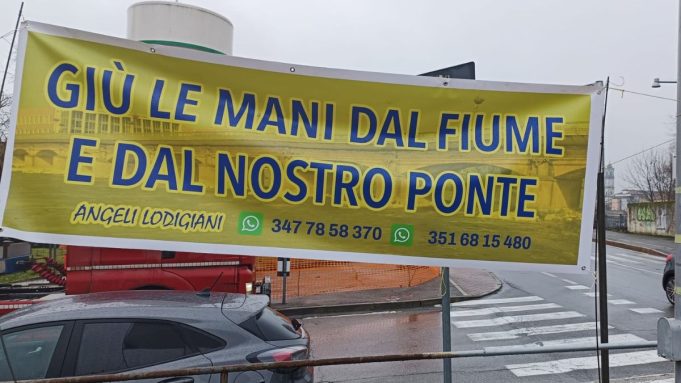 GIÙ LE MANI DAL FIUME
E DAL NOSTRO PONTE
ANGELI LODIGIANI 347 78 58 370 351 68 15 480